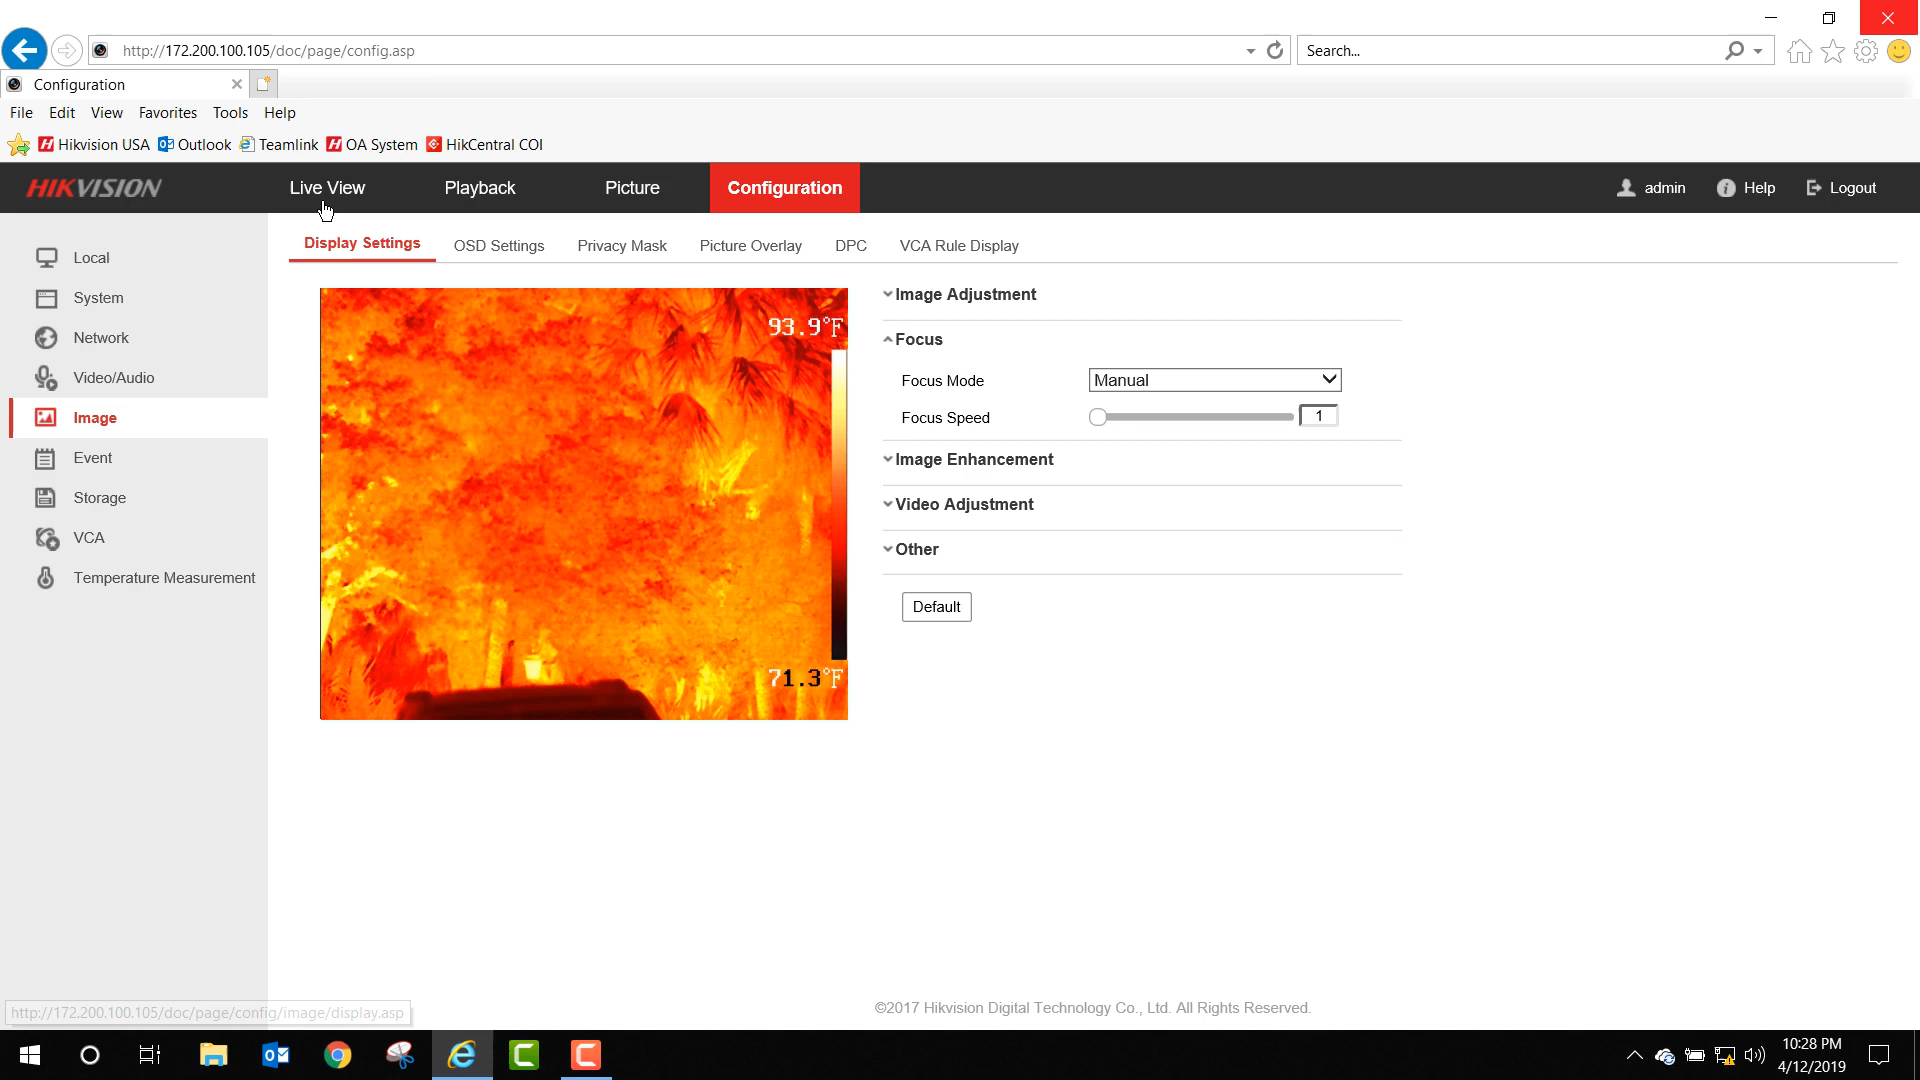 http://172.200.100.105/doc/page/config.asp
Search...
Configuration
File Edit View Favorites Tools Help
Hikvision USA Outlook Teamlink OA System HikCentral COI
HIKVISION Live View Playback Picture Configuration admin Help Logout
Display Settings OSD Settings Privacy Mask Picture Overlay DPC VCA Rule Display
Local
System
Network
Video/Audio
Image
Event
Storage
VCA
Temperature Measurement
93.9°F
71.3°F
Image Adjustment
Focus
Focus Mode Manual
Focus Speed 1
Image Enhancement
Video Adjustment
Other
Default
©2017 Hikvision Digital Technology Co., Ltd. All Rights Reserved.
http://172.200.100.105/doc/page/config/image/display.asp
10:28 PM
4/12/2019